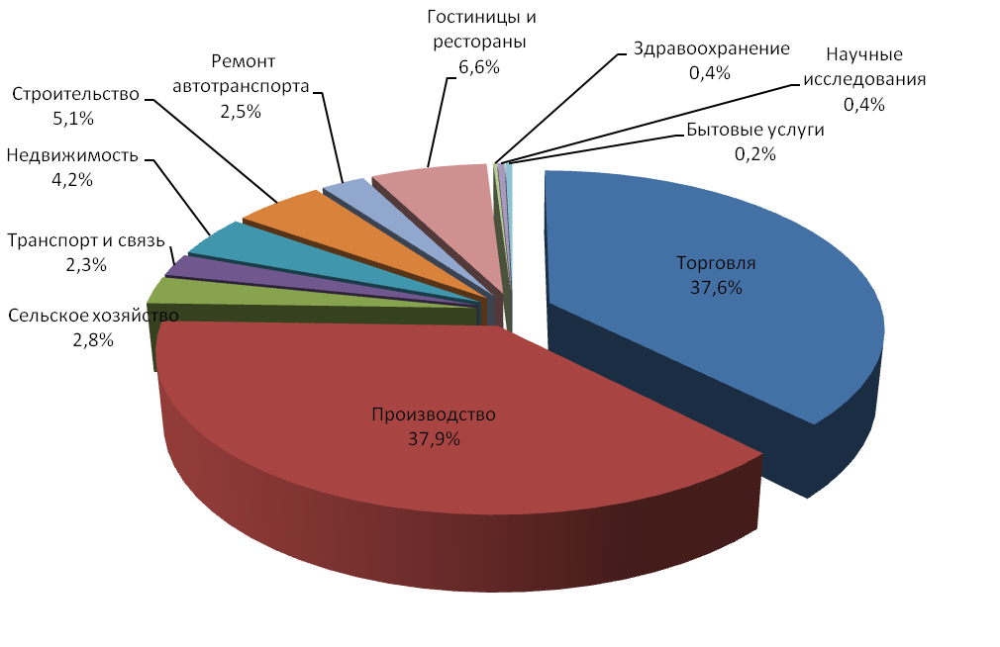 Гостиницы и
рестораны
6,6%
Здравоохранение
0,4%
Научные
исследования
0,4%
Ремонт
автотранспорта
2,5%
Строительство
5,1%
Бытовые услуги
0,2%
Недвижимость
4,2%
Транспорт и связь
2,3%
Торговля
37,6%
Сельское хозяйство
2,8%
Производство
37,9%